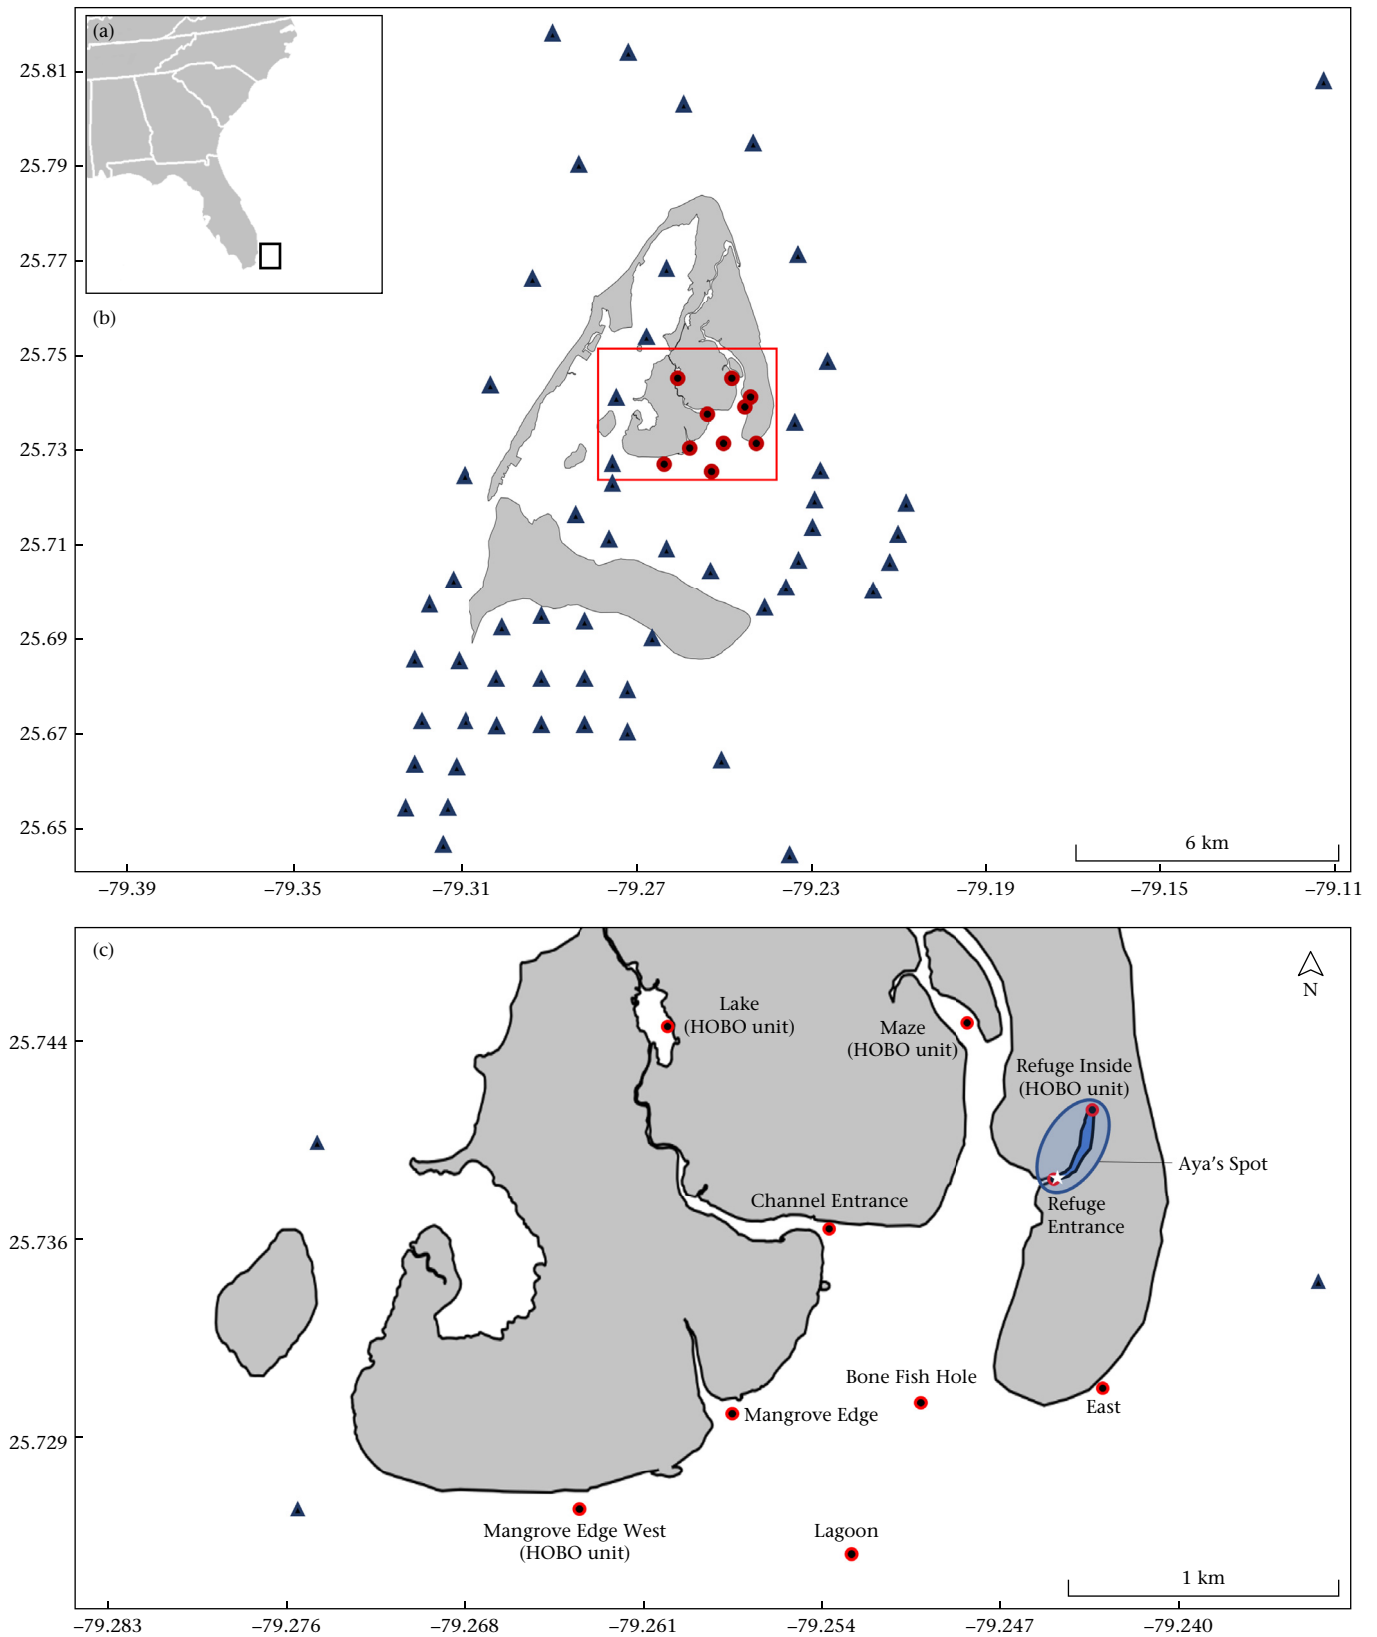 (a)
(b)
25.81
25.79
25.77
25.75
25.73
25.71
25.69
25.67
25.65
6 km
–79.39
–79.35
–79.31
–79.27
–79.23
–79.19
–79.15
–79.11
(c)
N
Lake
(HOBO unit)
Maze
(HOBO unit)
Refuge Inside
(HOBO unit)
Aya's Spot
Channel Entrance
Refuge
Entrance
Bone Fish Hole
Mangrove Edge
East
Mangrove Edge West
(HOBO unit)
Lagoon
25.744
25.736
25.729
1 km
–79.283
–79.276
–79.268
–79.261
–79.254
–79.247
–79.240